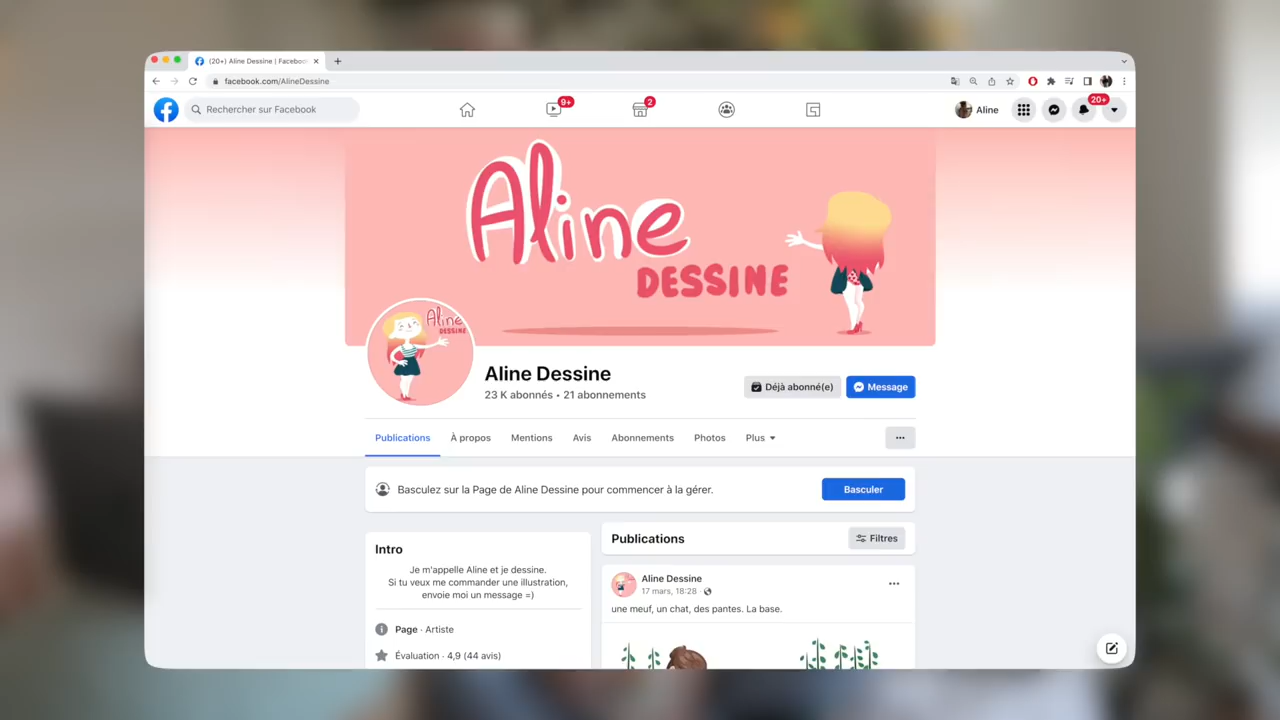 (20+) Aline Dessine | Facebo
facebook.com/AlineDessine
Rechercher sur Facebook
9+
2
Aline
20+
Aline
DESSINE
Aline
DESSINE
Aline Dessine
23 K abonnés • 21 abonnements
Déjà abonné(e)
Message
Publications
À propos
Mentions
Avis
Abonnements
Photos
Plus
Basculez sur la Page de Aline Dessine pour commencer à la gérer.
Basculer
Intro
Je m'appelle Aline et je dessine.
Si tu veux me commander une illustration,
envoie moi un message =)
Page · Artiste
Évaluation · 4,9 (44 avis)
Publications
Filtres
Aline Dessine
17 mars, 18:28
une meuf, un chat, des pantes. La base.